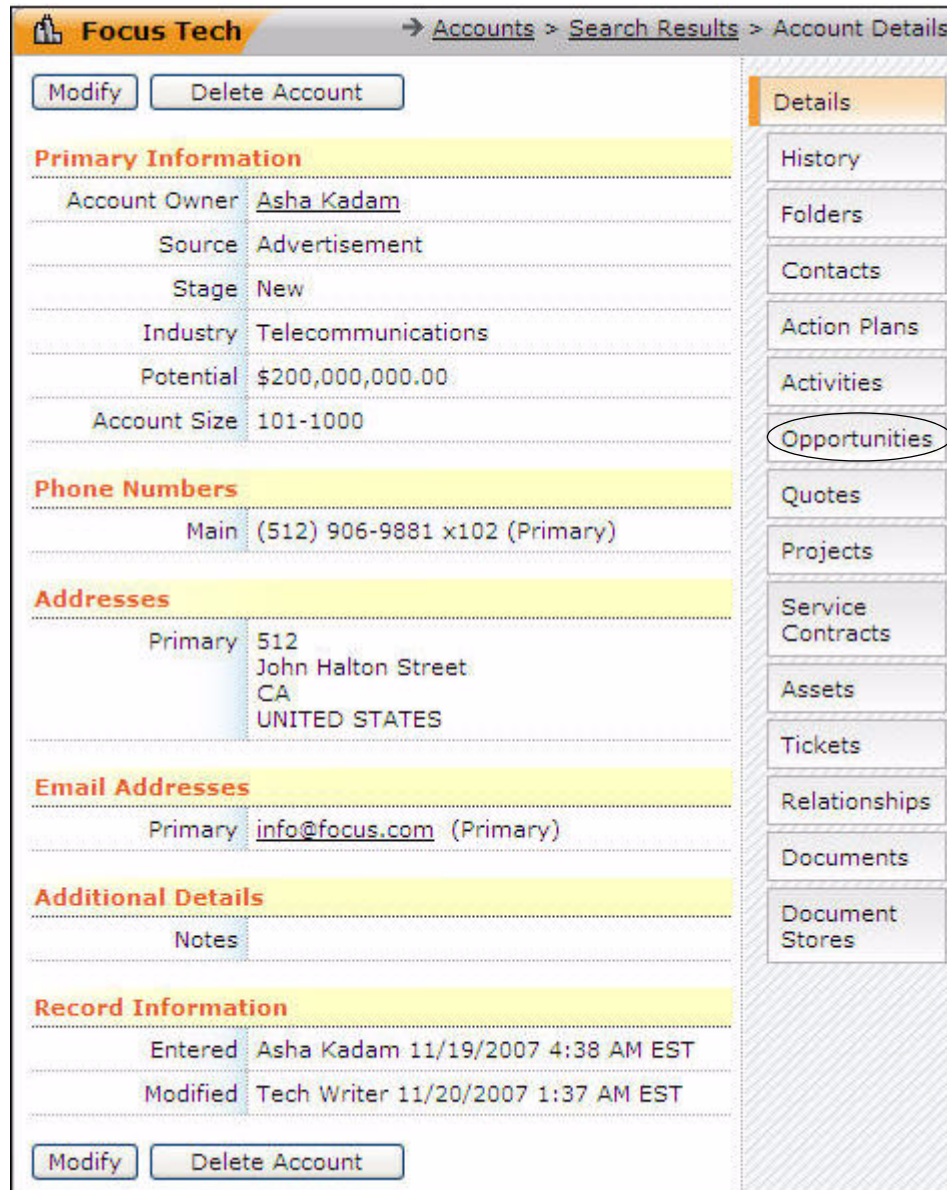 Focus Tech
→ Accounts > Search Results > Account Details
Modify Delete Account
Primary Information
Account Owner Asha Kadam
Source Advertisement
Stage New
Industry Telecommunications
Potential $200,000,000.00
Account Size 101-1000
Phone Numbers
Main (512) 906-9881 x102 (Primary)
Addresses
Primary 512
John Halton Street
CA
UNITED STATES
Email Addresses
Primary info@focus.com (Primary)
Additional Details
Notes
Record Information
Entered Asha Kadam 11/19/2007 4:38 AM EST
Modified Tech Writer 11/20/2007 1:37 AM EST
Modify Delete Account
Details
History
Folders
Contacts
Action Plans
Activities
Opportunities
Quotes
Projects
Service
Contracts
Assets
Tickets
Relationships
Documents
Document
Stores